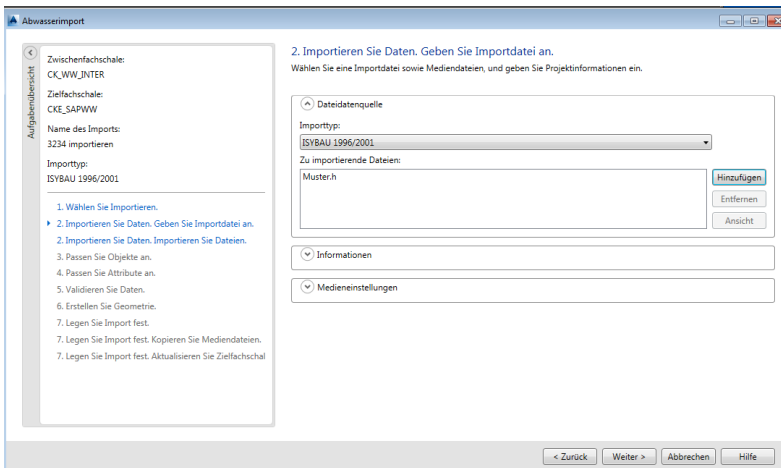 Abwasserimport
Aufgabenübersicht
Zwischenfachschale:
CK_WW_INTER
Zielfachschale:
CKE_SAPWW
Name des Imports:
3234 importieren
Importtyp:
ISYBAU 1996/2001
1. Wählen Sie Importieren.
2. Importieren Sie Daten. Geben Sie Importdatei an.
2. Importieren Sie Daten. Importieren Sie Dateien.
3. Passen Sie Objekte an.
4. Passen Sie Attribute an.
5. Validieren Sie Daten.
6. Erstellen Sie Geometrie.
7. Legen Sie Import fest.
7. Legen Sie Import fest. Kopieren Sie Mediendateien.
7. Legen Sie Import fest. Aktualisieren Sie Zielfachschal
2. Importieren Sie Daten. Geben Sie Importdatei an.
Wählen Sie eine Importdatei sowie Mediendateien, und geben Sie Projektinformationen ein.
Dateidatenquelle
Importtyp:
ISYBAU 1996/2001
Zu importierende Dateien:
Muster.h
Hinzufügen
Entfernen
Ansicht
Informationen
Medieneinstellungen
< Zurück
Weiter >
Abbrechen
Hilfe